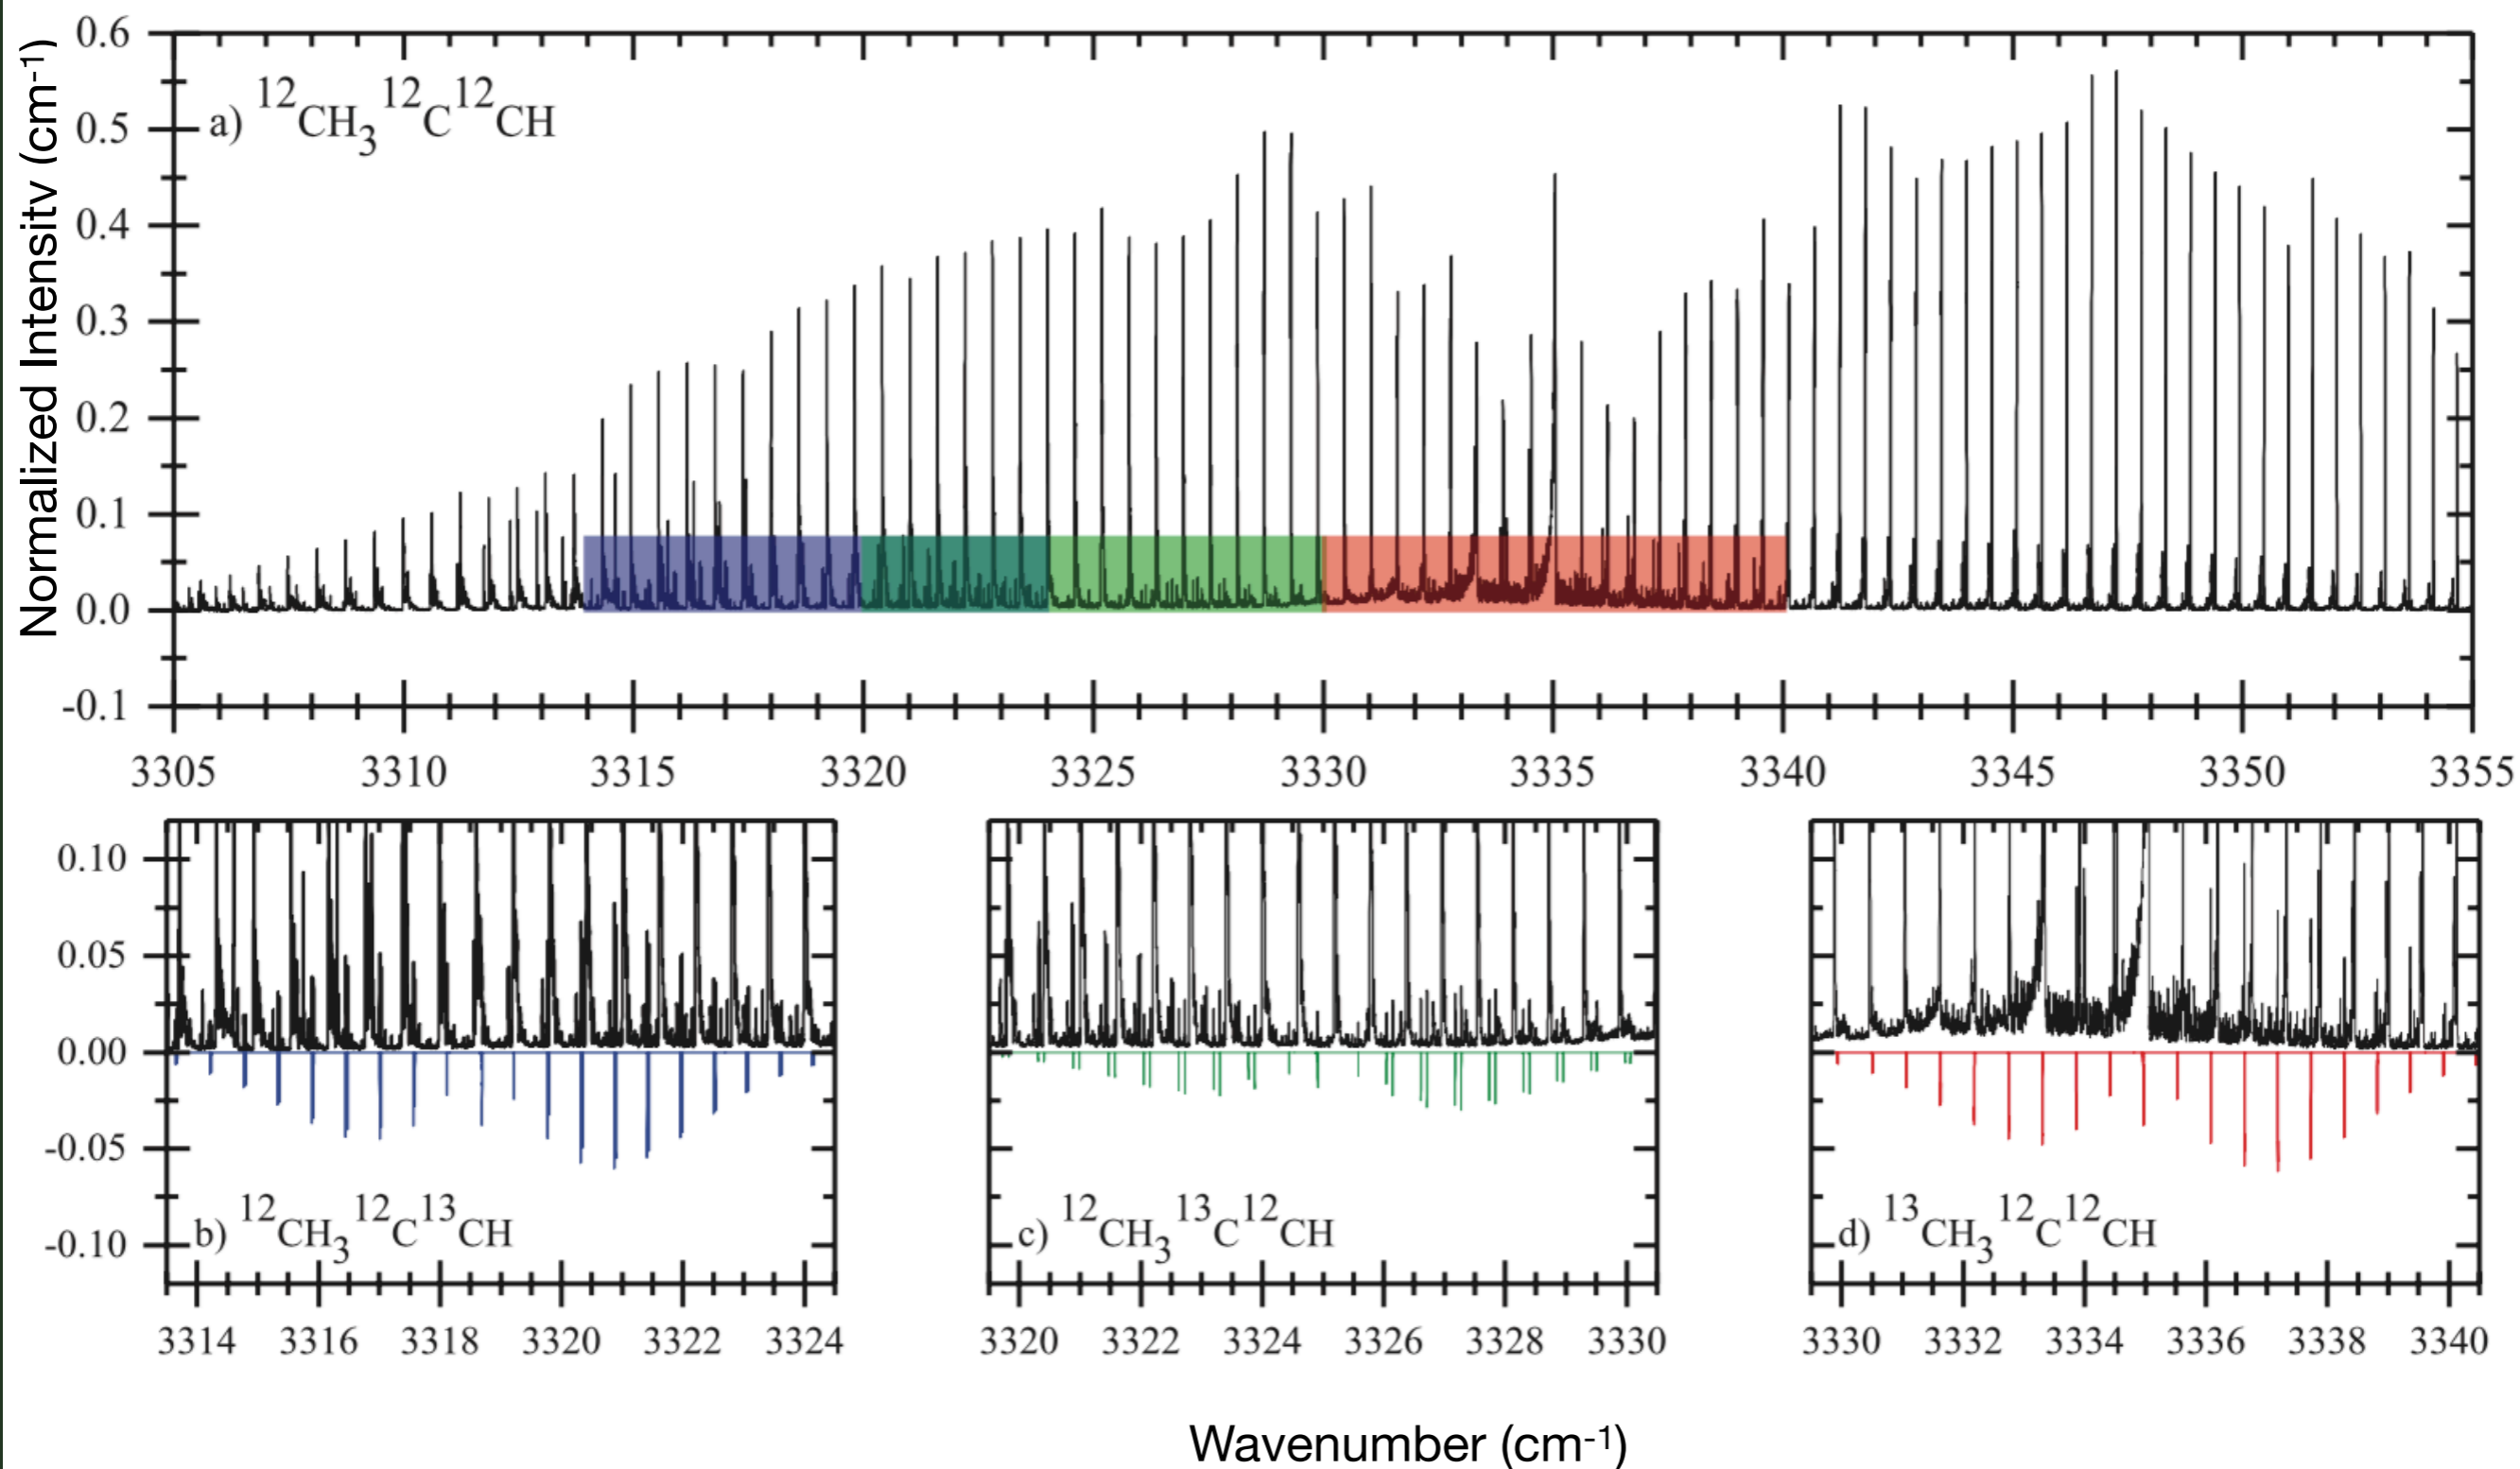 Normalized Intensity (cm⁻¹)
0.6
0.5
0.4
0.3
0.2
0.1
0.0
-0.1
a) ¹²CH₃¹²C¹²CH
3305 3310 3315 3320 3325 3330 3335 3340 3345 3350 3355
0.10
0.05
0.00
-0.05
-0.10
b) ¹²CH₃¹²C¹³CH
3314 3316 3318 3320 3322 3324
c) ¹²CH₃¹³C¹²CH
3320 3322 3324 3326 3328 3330
d) ¹³CH₃¹²C¹²CH
3330 3332 3334 3336 3338 3340
Wavenumber (cm⁻¹)